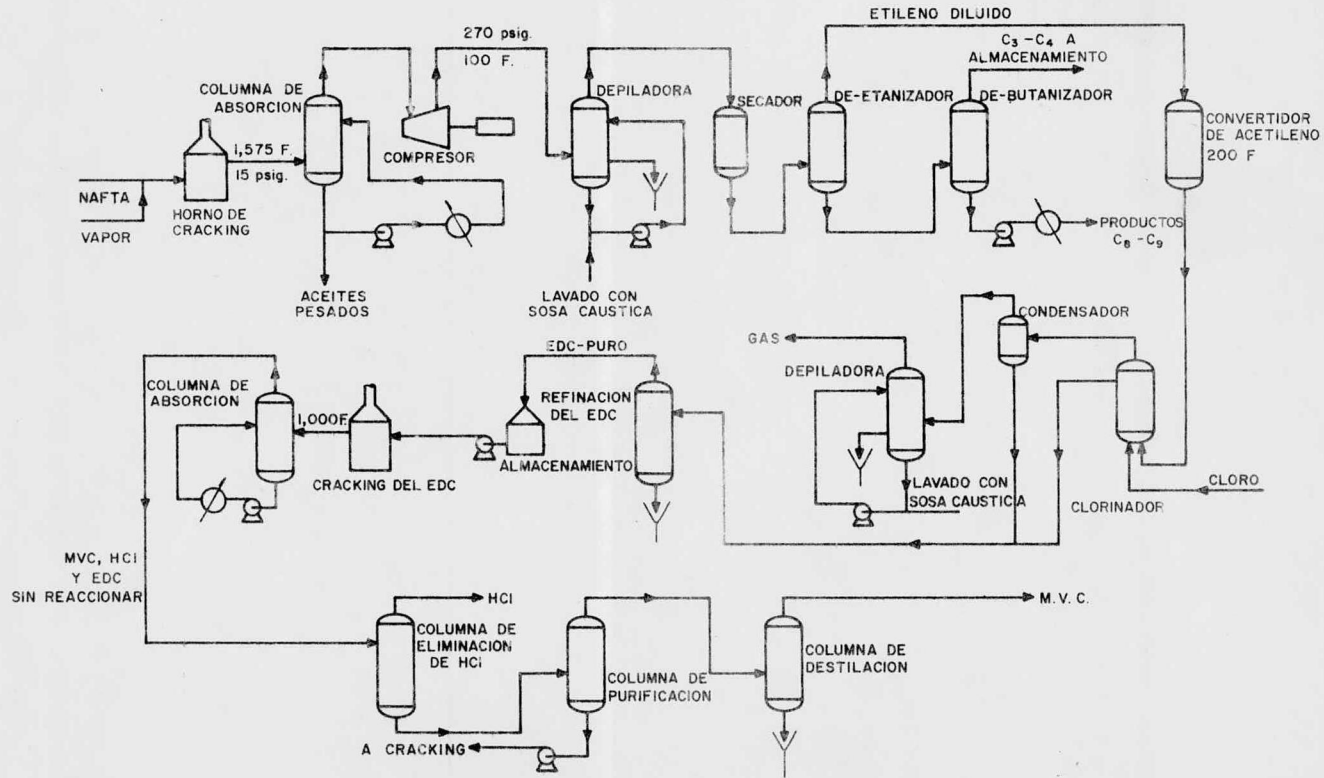 ETILENO DILUIDO
270 psig.
100 F.
C₃-C₄ A
ALMACENAMIENTO
COLUMNA DE
ABSORCION
DEPILADORA
SECADOR
DE-ETANIZADOR
DE-BUTANIZADOR
CONVERTIDOR
DE ACETILENO
200 F
COMPRESOR
1,575 F.
15 psig.
NAFTA
VAPOR
HORNO DE
CRACKING
PRODUCTOS
C₈-C₉
ACEITES
PESADOS
LAVADO CON
SOSA CAUSTICA
CONDENSADOR
GAS
DEPILADORA
EDC-PURO
REFINACION
DEL EDC
COLUMNA DE
ABSORCION
1,000F.
CRACKING DEL EDC
ALMACENAMIENTO
LAVADO CON
SOSA CAUSTICA
CLORO
CLORINADOR
MVC, HCl
Y EDC
SIN REACCIONAR
HCl
COLUMNA DE
ELIMINACION
DE HCl
M.V.C.
COLUMNA DE
PURIFICACION
COLUMNA DE
DESTILACION
A CRACKING